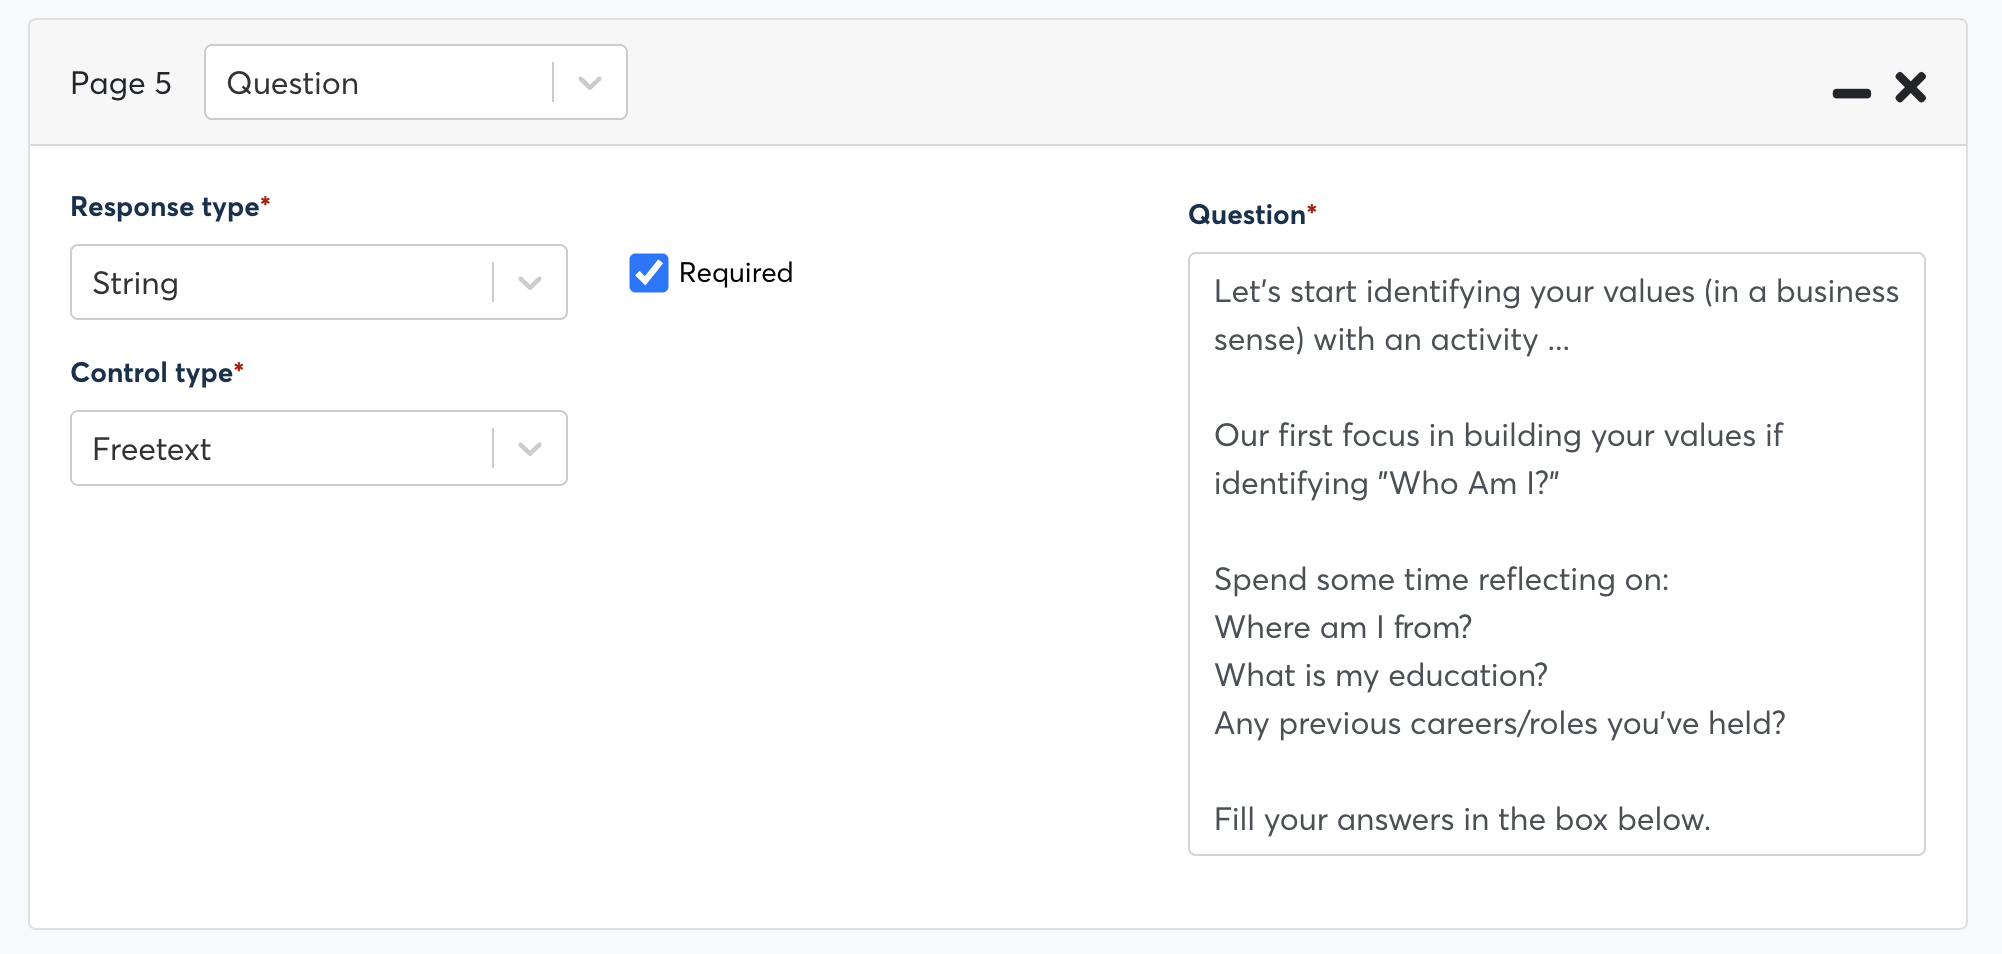 Page 5
Question
Response type*
String
Required
Control type*
Freetext
Question*
Let's start identifying your values (in a business
sense) with an activity ...
Our first focus in building your values if
identifying "Who Am I?"
Spend some time reflecting on:
Where am I from?
What is my education?
Any previous careers/roles you've held?
Fill your answers in the box below.